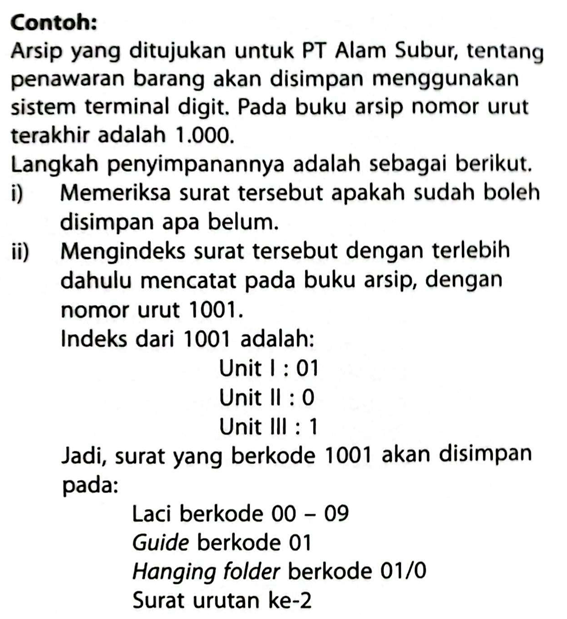 Contoh:
Arsip yang ditujukan untuk PT Alam Subur, tentang
penawaran barang akan disimpan menggunakan
sistem terminal digit. Pada buku arsip nomor urut
terakhir adalah 1.000.
Langkah penyimpanannya adalah sebagai berikut.
i) Memeriksa surat tersebut apakah sudah boleh
disimpan apa belum.
ii) Mengindeks surat tersebut dengan terlebih
dahulu mencatat pada buku arsip, dengan
nomor urut 1001.
Indeks dari 1001 adalah:
Unit I : 01
Unit II : 0
Unit III : 1
Jadi, surat yang berkode 1001 akan disimpan
pada:
Laci berkode 00 – 09
Guide berkode 01
Hanging folder berkode 01/0
Surat urutan ke-2